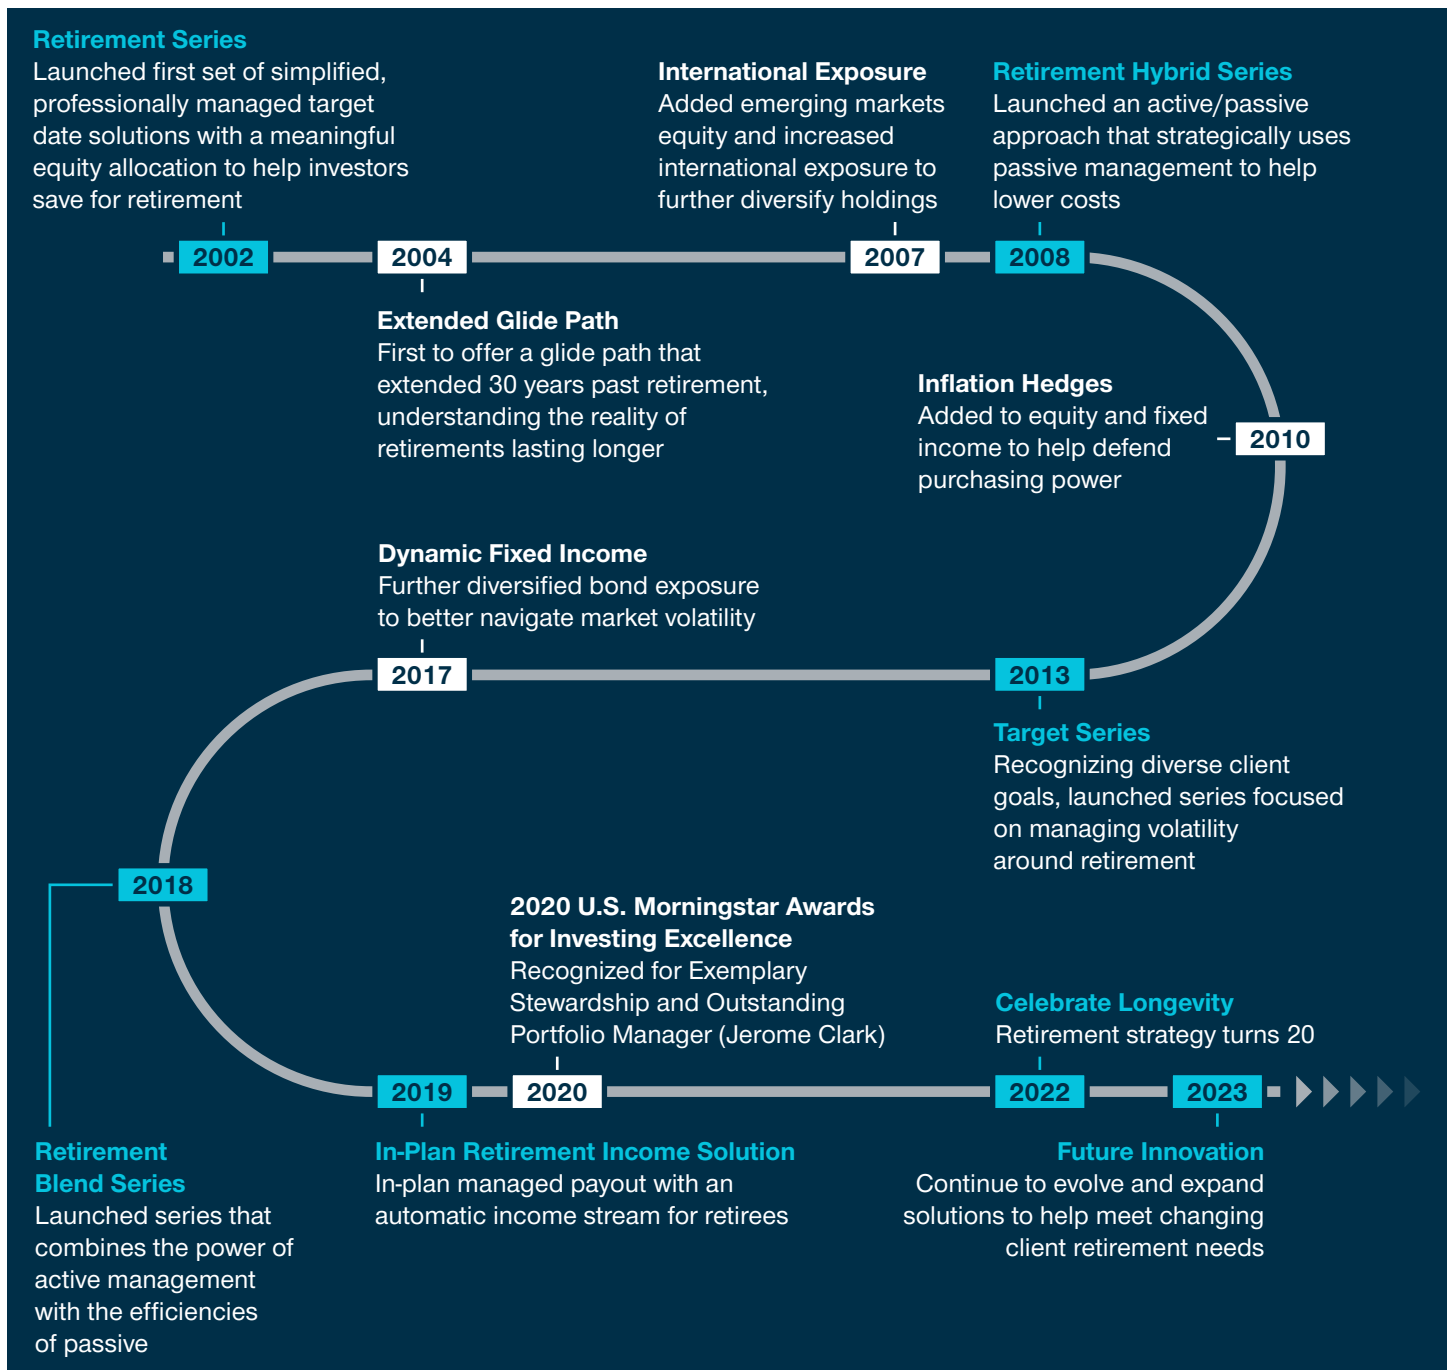 Retirement Series
Launched first set of simplified,
professionally managed target
date solutions with a meaningful
equity allocation to help investors
save for retirement
International Exposure
Added emerging markets
equity and increased
international exposure to
further diversify holdings
Retirement Hybrid Series
Launched an active/passive
approach that strategically uses
passive management to help
lower costs
2002
2004
2007
2008
Extended Glide Path
First to offer a glide path that
extended 30 years past retirement,
understanding the reality of
retirements lasting longer
Inflation Hedges
Added to equity and fixed
income to help defend
purchasing power
2010
Dynamic Fixed Income
Further diversified bond exposure
to better navigate market volatility
2017
2013
Target Series
Recognizing diverse client
goals, launched series focused
on managing volatility
around retirement
2018
2020 U.S. Morningstar Awards
for Investing Excellence
Recognized for Exemplary
Stewardship and Outstanding
Portfolio Manager (Jerome Clark)
Celebrate Longevity
Retirement strategy turns 20
2019
2020
2022
2023
Retirement
Blend Series
Launched series that
combines the power of
active management
with the efficiencies
of passive
In-Plan Retirement Income Solution
In-plan managed payout with an
automatic income stream for retirees
Future Innovation
Continue to evolve and expand
solutions to help meet changing
client retirement needs